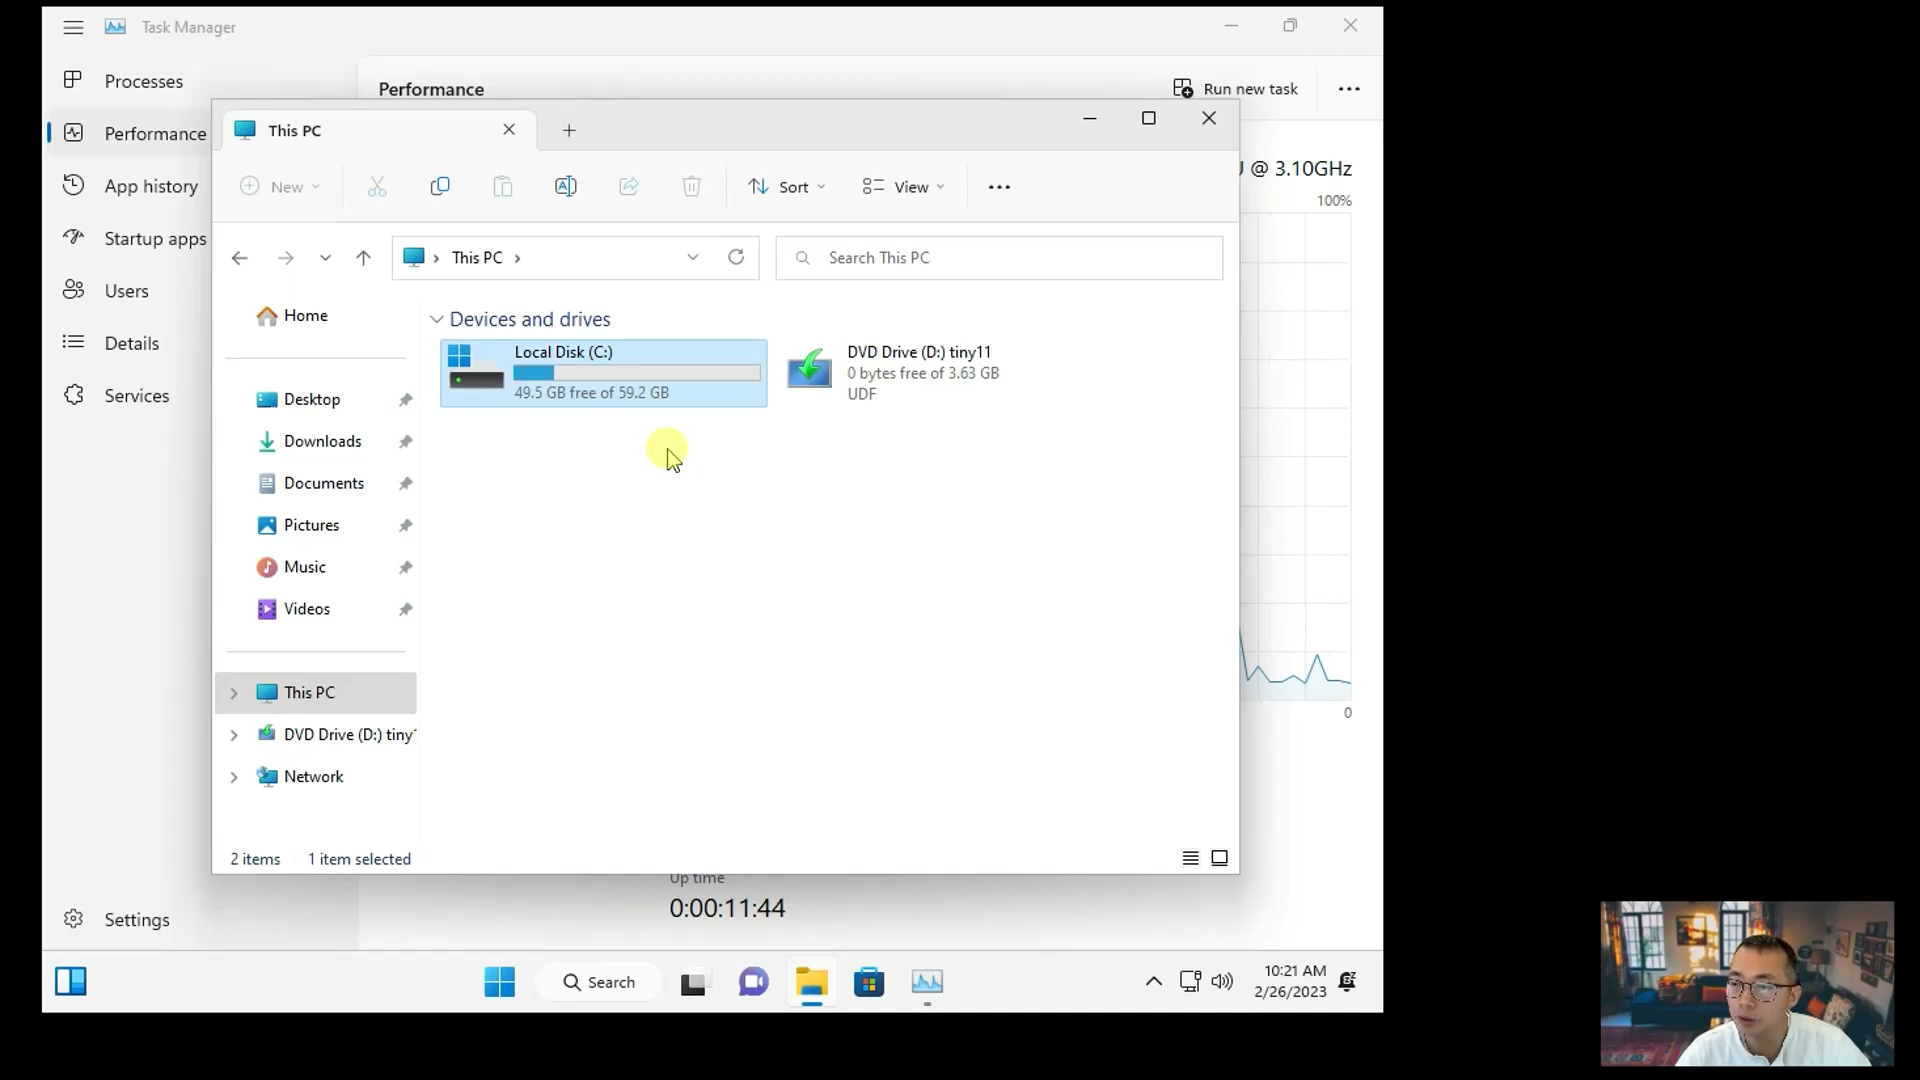 Task Manager
Processes
Performance
App history
Startup apps
Users
Details
Services
Settings
Performance
Run new task
U @ 3.10GHz
100%
0
Up time
0:00:11:44
This PC
New
Sort
View
This PC
Search This PC
Home
Desktop
Downloads
Documents
Pictures
Music
Videos
This PC
DVD Drive (D:) tiny1
Network
Devices and drives
Local Disk (C:)
49.5 GB free of 59.2 GB
DVD Drive (D:) tiny11
0 bytes free of 3.63 GB
UDF
2 items
1 item selected
Search
10:21 AM
2/26/2023